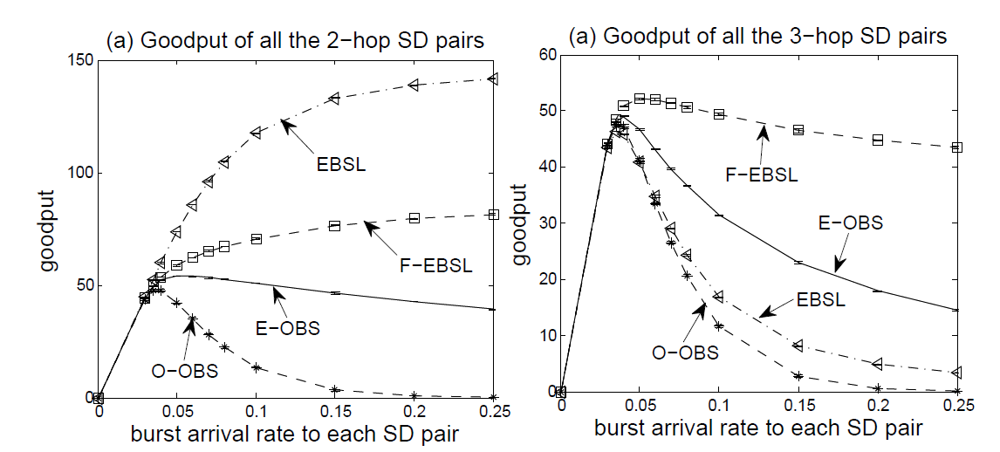 (a) Goodput of all the 2−hop SD pairs
150
100
50
0
goodput
EBSL
F−EBSL
E−OBS
O−OBS
0 0.05 0.1 0.15 0.2 0.25
burst arrival rate to each SD pair
(a) Goodput of all the 3−hop SD pairs
60
50
40
30
20
10
0
goodput
F−EBSL
E−OBS
EBSL
O−OBS
0 0.05 0.1 0.15 0.2 0.25
burst arrival rate to each SD pair